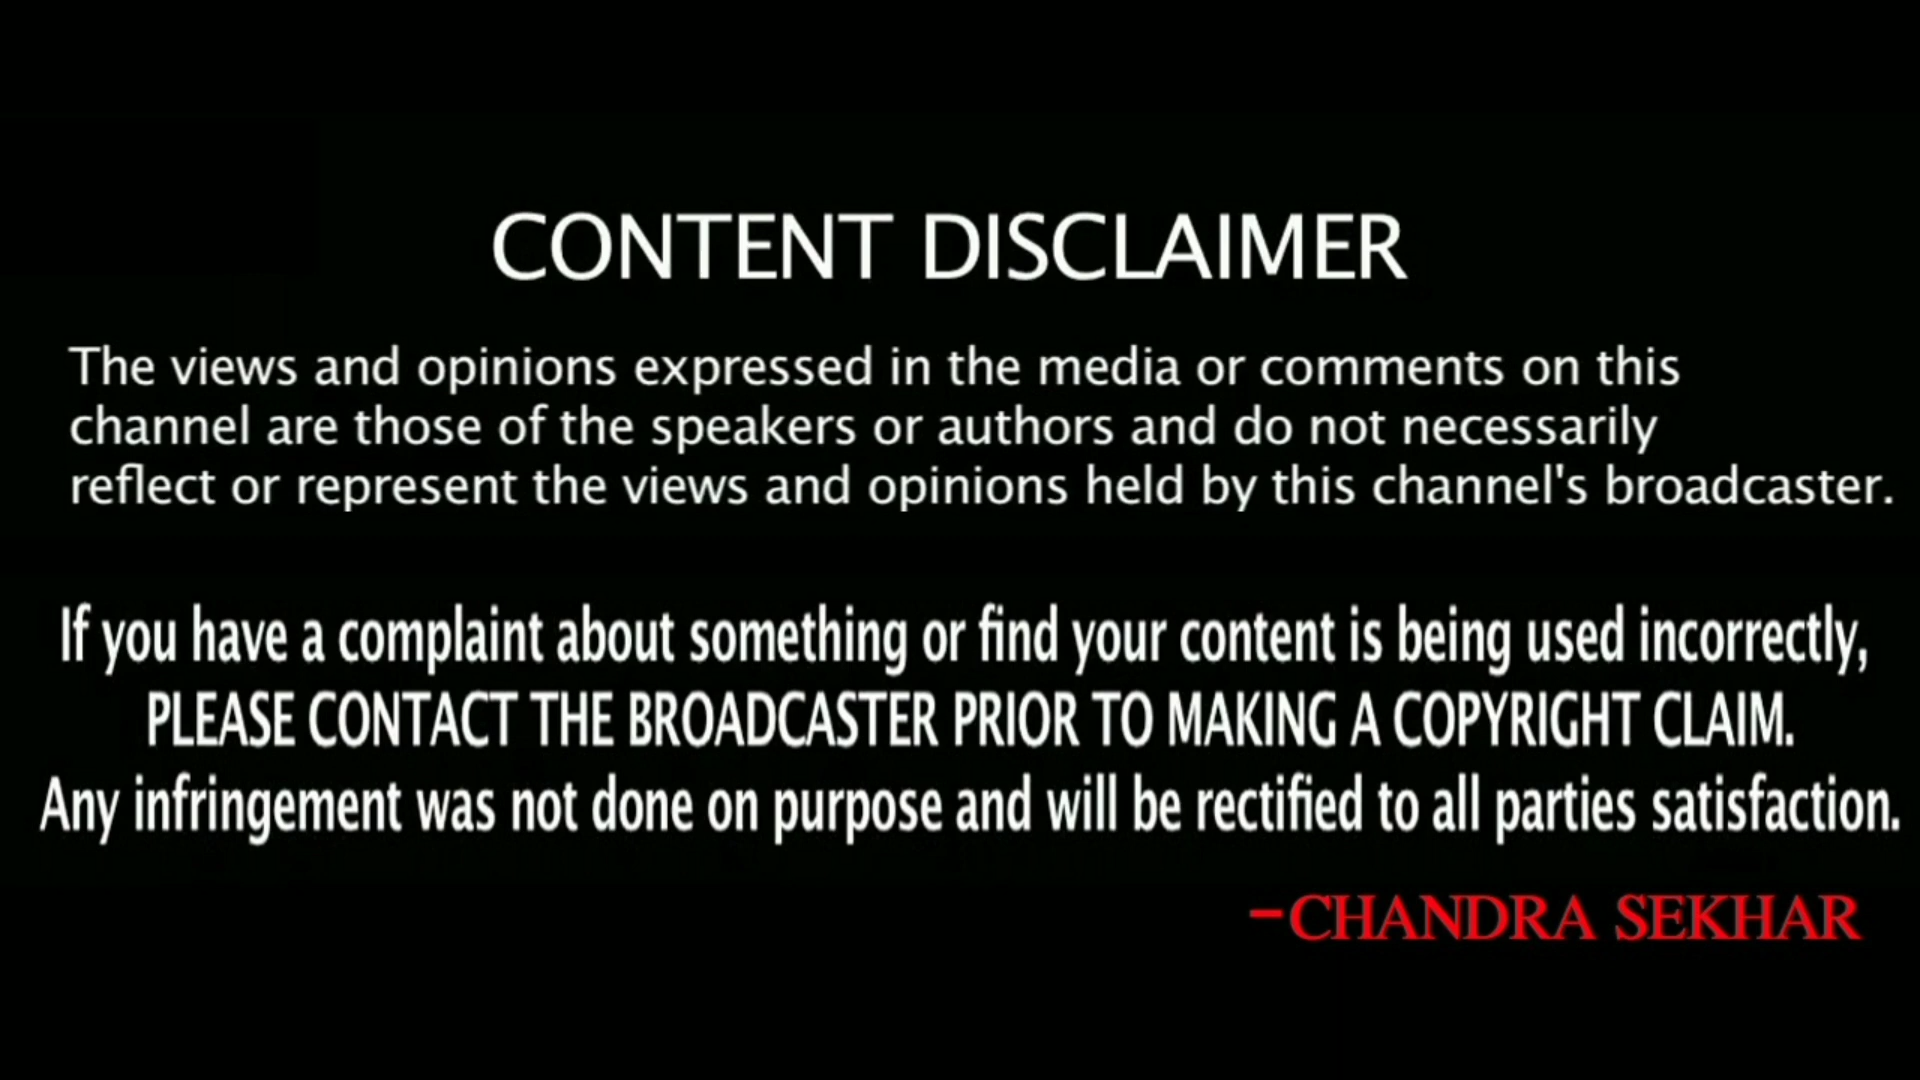 CONTENT DISCLAIMER
The views and opinions expressed in the media or comments on this
channel are those of the speakers or authors and do not necessarily
reflect or represent the views and opinions held by this channel's broadcaster.
If you have a complaint about something or find your content is being used incorrectly,
PLEASE CONTACT THE BROADCASTER PRIOR TO MAKING A COPYRIGHT CLAIM.
Any infringement was not done on purpose and will be rectified to all parties satisfaction.
-CHANDRA SEKHAR